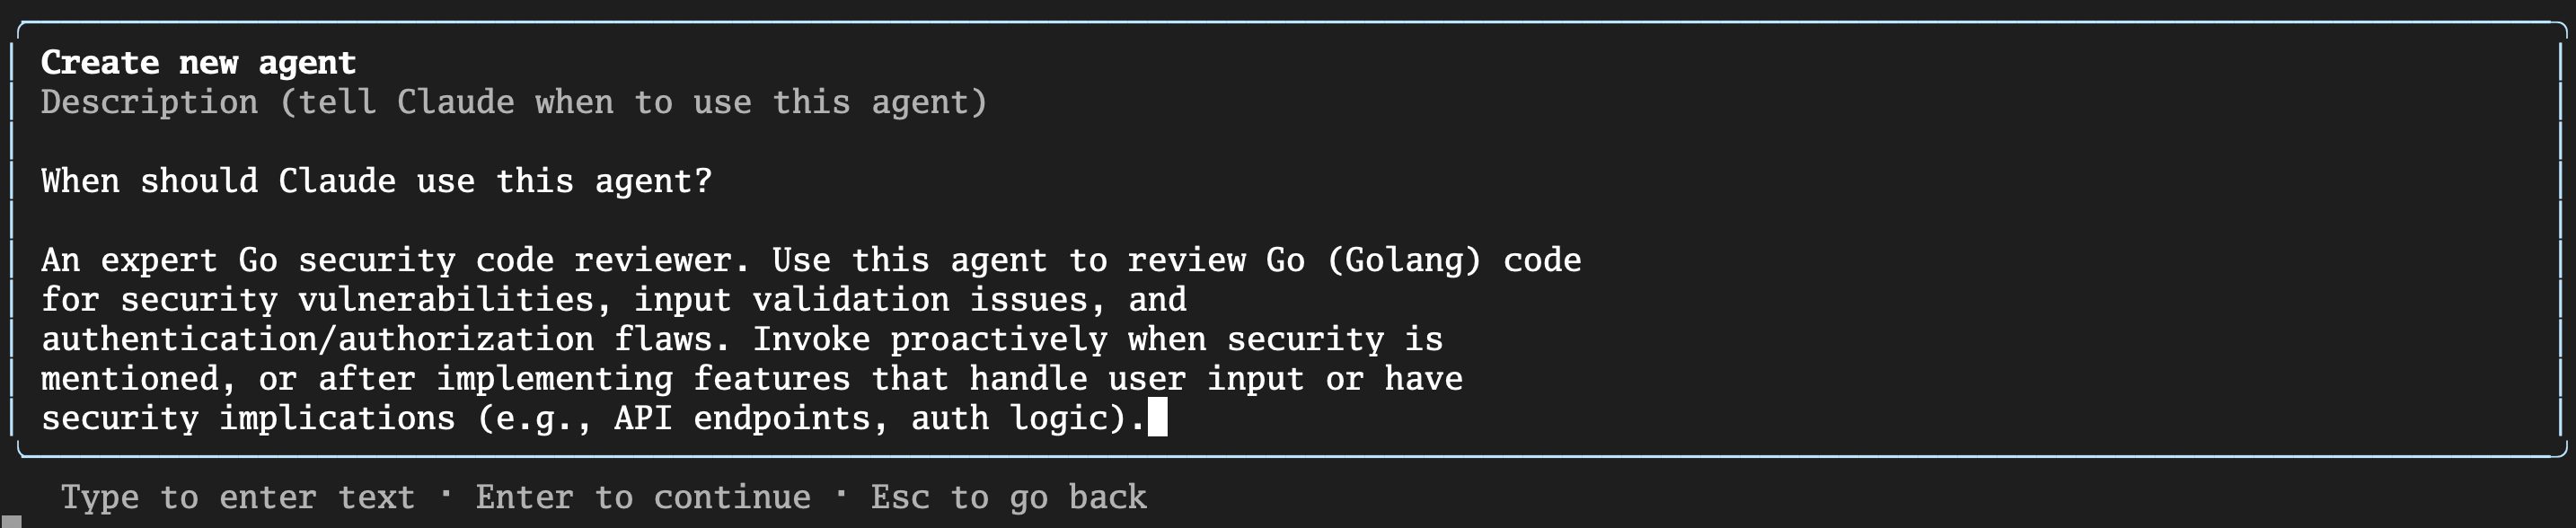 Create new agent
Description (tell Claude when to use this agent)
When should Claude use this agent?
An expert Go security code reviewer. Use this agent to review Go (Golang) code
for security vulnerabilities, input validation issues, and
authentication/authorization flaws. Invoke proactively when security is
mentioned, or after implementing features that handle user input or have
security implications (e.g., API endpoints, auth logic).
Type to enter text · Enter to continue · Esc to go back